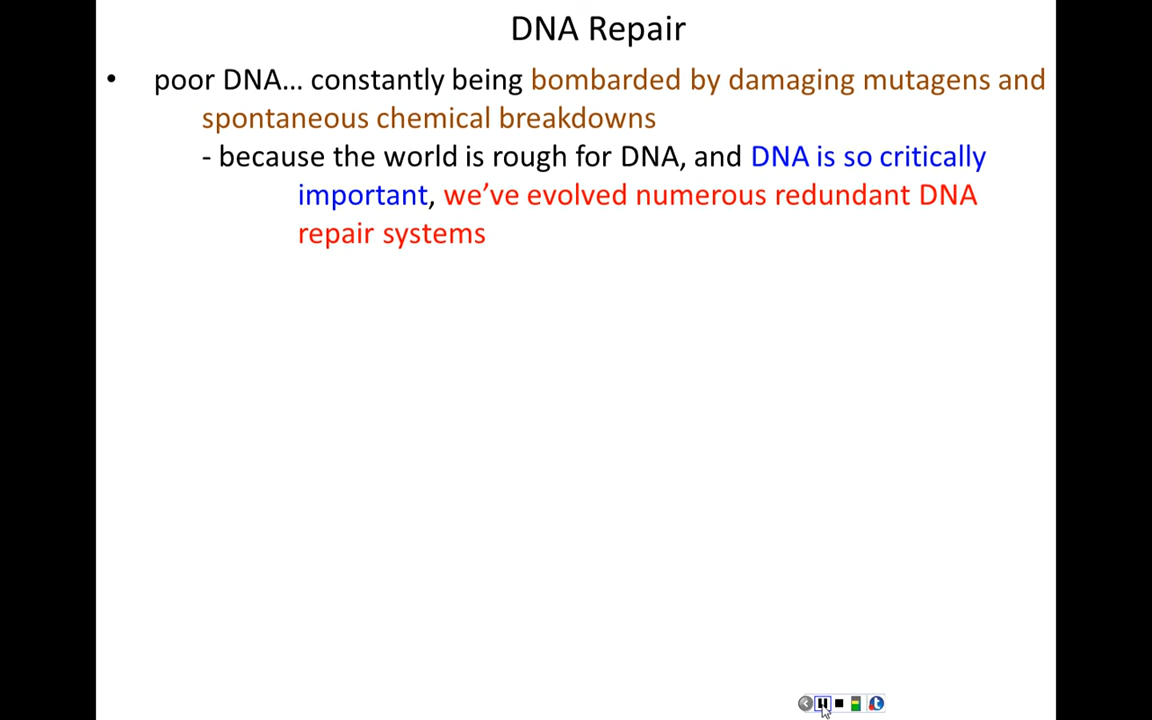 DNA Repair
• poor DNA... constantly being bombarded by damaging mutagens and
spontaneous chemical breakdowns
- because the world is rough for DNA, and DNA is so critically
important, we’ve evolved numerous redundant DNA
repair systems